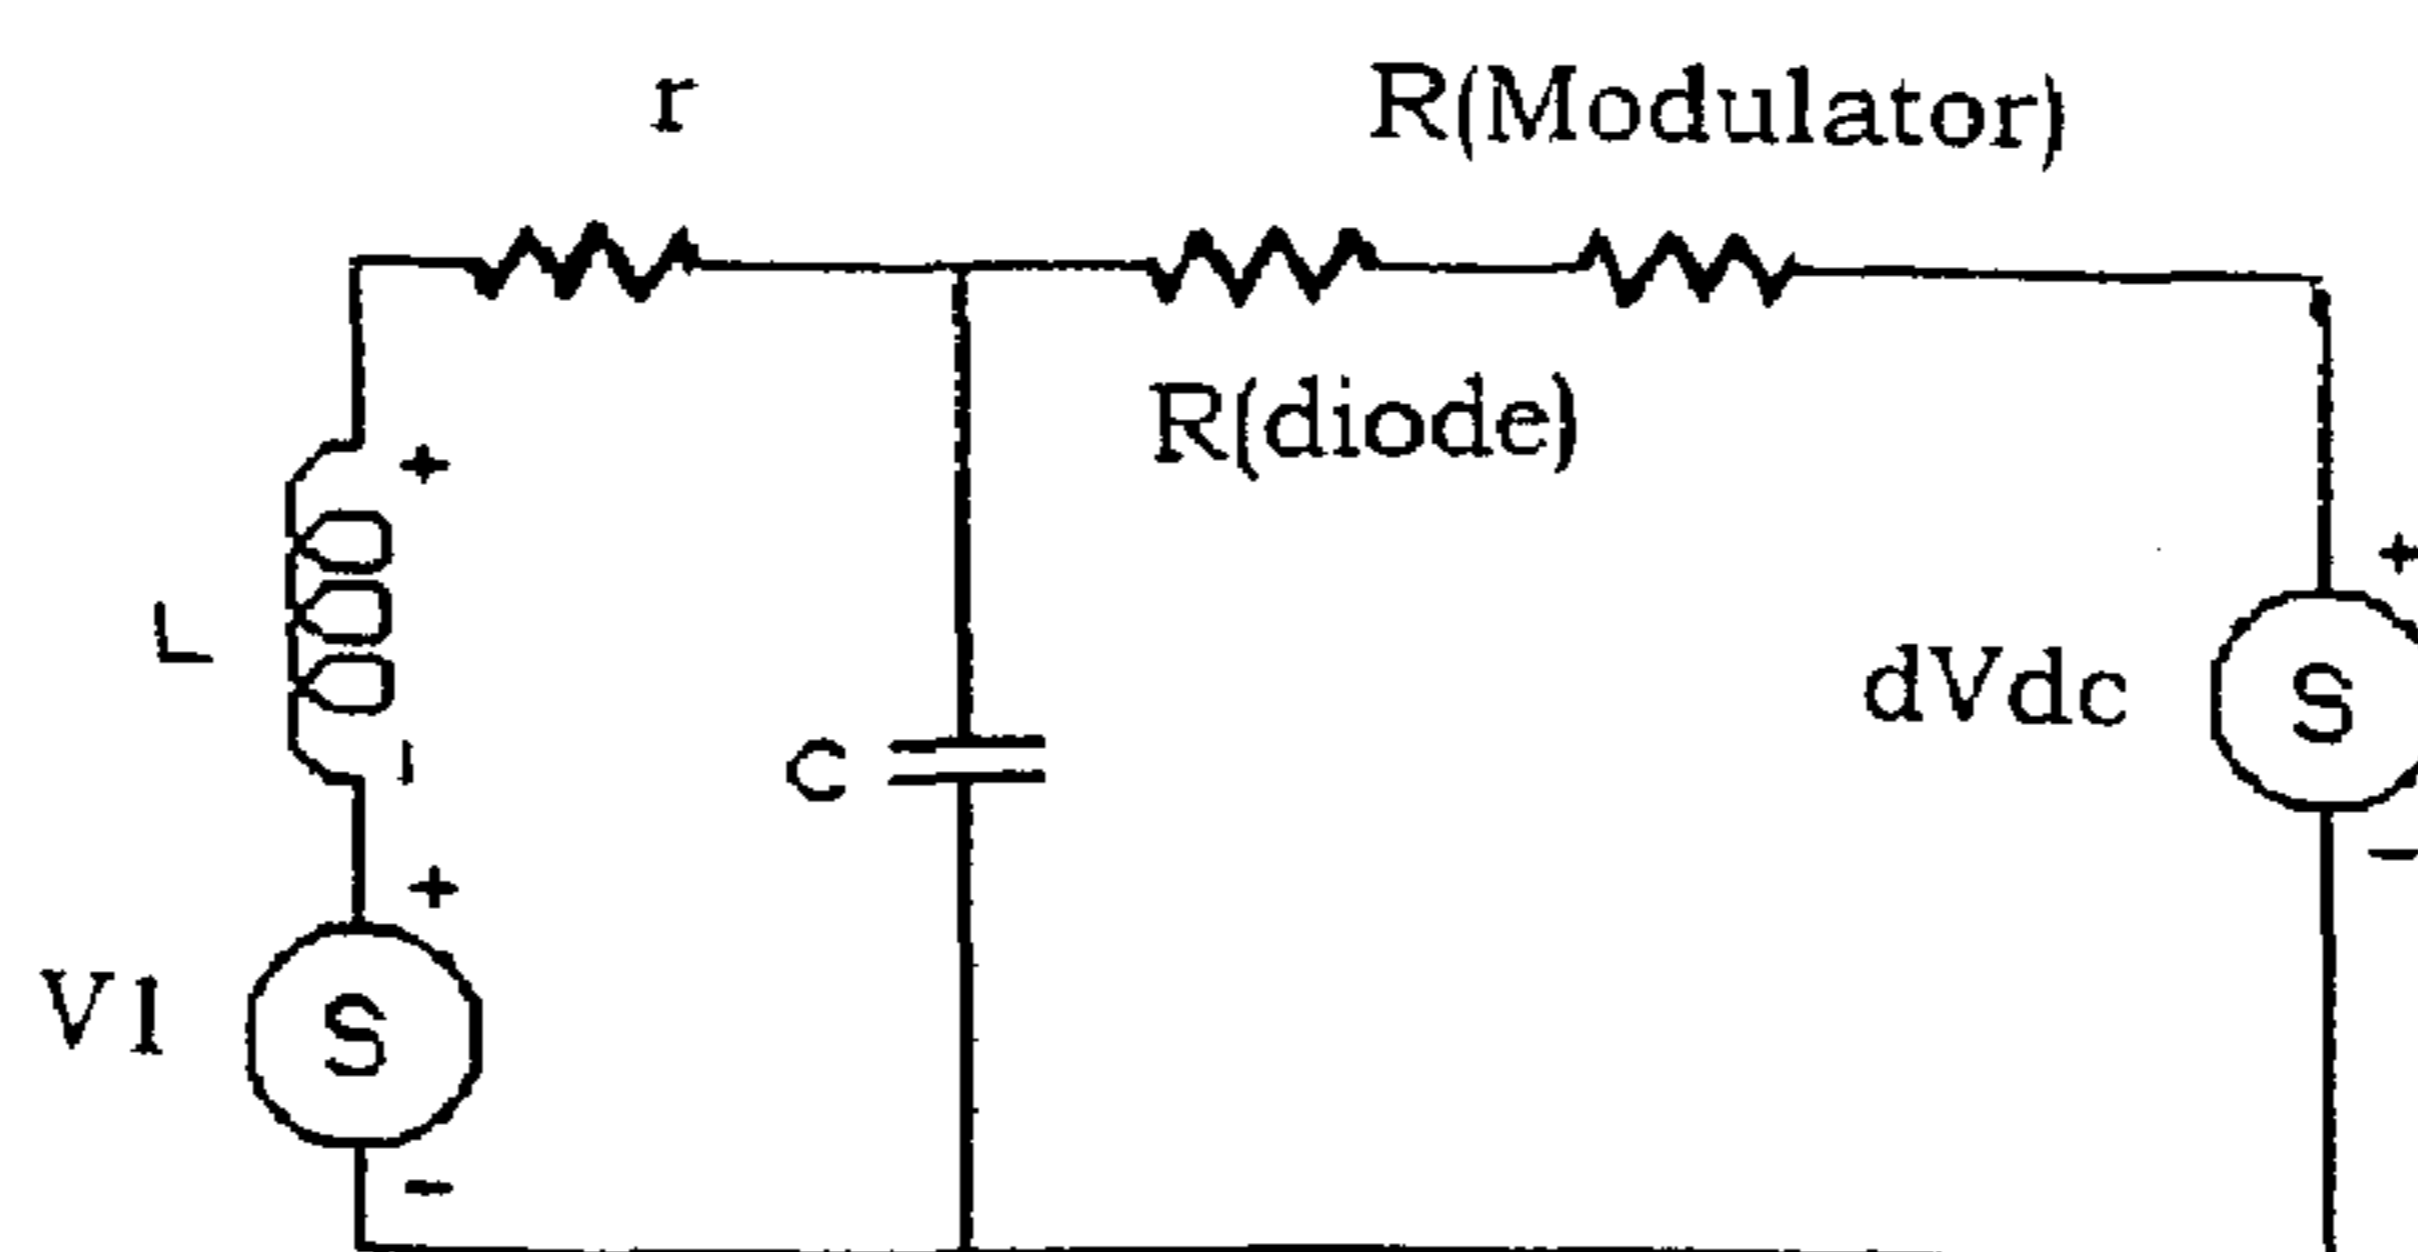 r
R(Modulator)
R(diode)
+
L
-
+
dVdc
S
C
-
+
V1
S
-